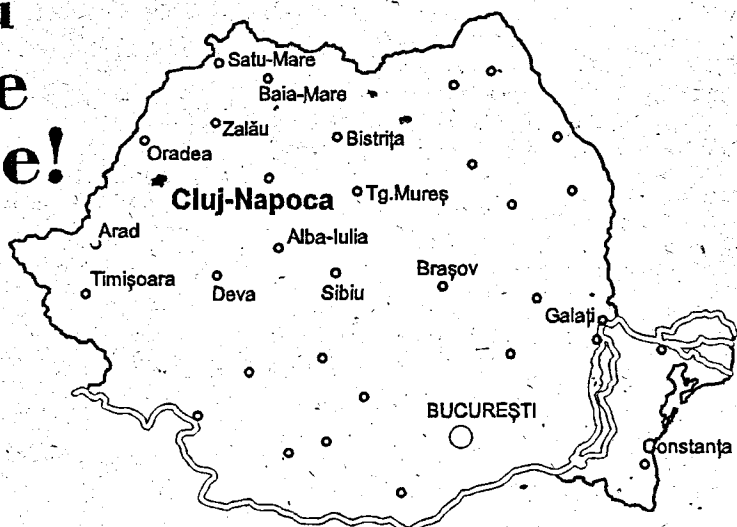 e!
Satu-Mare
Baia-Mare
Zalău
Bistrița
Oradea
Cluj-Napoca
Tg.Mureș
Arad
Alba-Iulia
Timișoara
Deva
Sibiu
Brașov
Galați
BUCUREȘTI
Constanța